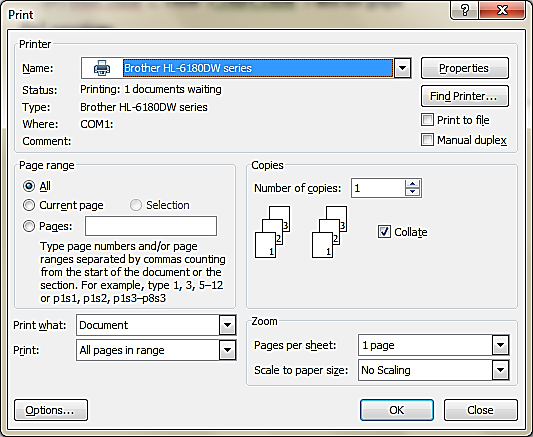 Print
Printer
Name: Brother HL-6180DW series
Properties
Status: Printing: 1 documents waiting
Find Printer...
Type: Brother HL-6180DW series
Where: COM1:
Print to file
Comment:
Manual duplex
Page range
All
Current page Selection
Pages:
Type page numbers and/or page
ranges separated by commas counting
from the start of the document or the
section. For example, type 1, 3, 5–12
or p1s1, p1s2, p1s3–p8s3
Copies
Number of copies: 1
3 3
2 2
1 1
Collate
Print what: Document
Print: All pages in range
Zoom
Pages per sheet: 1 page
Scale to paper size: No Scaling
Options...
OK
Close